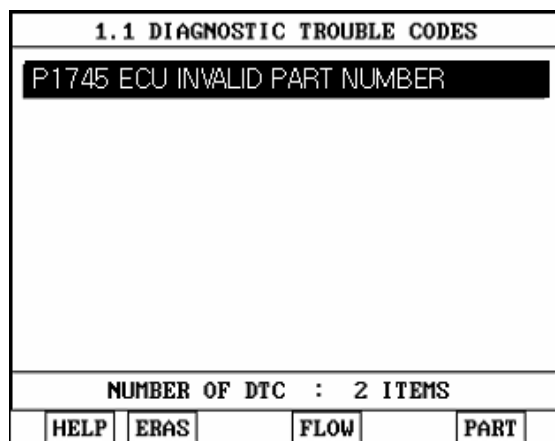 1.1 DIAGNOSTIC TROUBLE CODES
P1745 ECU INVALID PART NUMBER
NUMBER OF DTC : 2 ITEMS
HELP ERAS FLOW PART